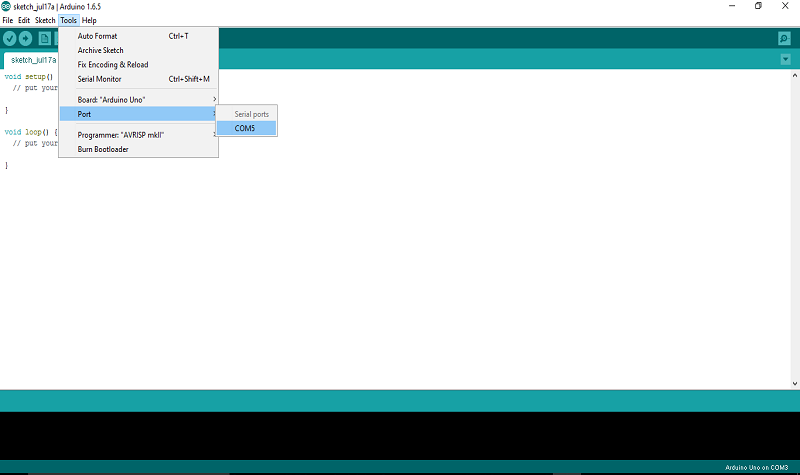 sketch_jul17a | Arduino 1.6.5
File Edit Sketch Tools Help
sketch_jul17a
Auto Format Ctrl+T
Archive Sketch
Fix Encoding & Reload
Serial Monitor Ctrl+Shift+M
Board: "Arduino Uno"
Port
Programmer: "AVRISP mkII"
Burn Bootloader
Serial ports
COM5
void setup()
// put your
}
void loop() {
// put your
}
Arduino Uno on COM3